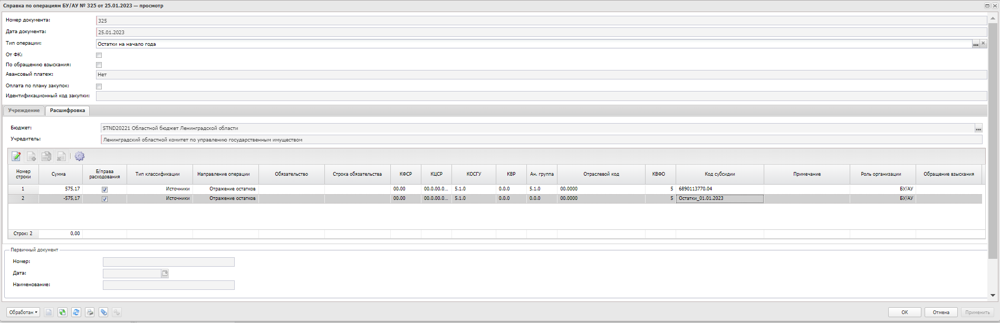 Справка по операциям БУ/АУ № 325 от 25.01.2023 — просмотр
Номер документа: 325
Дата документа: 25.01.2023
Тип операции: Остатки на начало года
От ФК:
По обращению взыскания:
Авансовый платеж: Нет
Оплата по плану закупок:
Идентификационный код закупки:
Учреждение Расшифровка
Бюджет: STND20221 Областной бюджет Ленинградской области
Учредитель: Ленинградский областной комитет по управлению государственным имуществом
Номер строки Сумма Б/права расходования Тип классификации Направление операции Обязательство Строка обязательства КФСР КЦСР КОСГУ КВР Ан. группа Отраслевой код КВФО Код субсидии Примечание Роль организации Обращение взыскания
1 575,17 Источники Отражение остатков 00.00 00.0.00.0... 5.1.0 0.0.0 5.1.0 00.0000 5 6890113770.04 БУ/АУ
2 -575,17 Источники Отражение остатков 00.00 00.0.00.0... 5.1.0 0.0.0 0.0.0 00.0000 5 Остатки_01.01.2023 БУ/АУ
Строк: 2 0,00
Первичный документ
Номер:
Дата:
Наименование:
Обработан ОК Отмена Применить